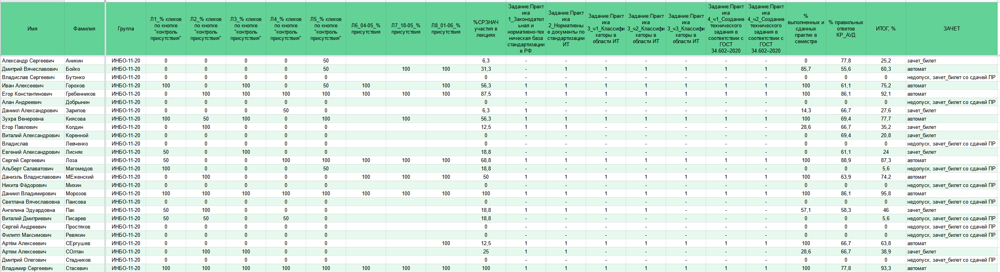 Имя Фамилия Группа Л1_% кликов по кнопке "контроль присутствия" Л2_% кликов по кнопке "контроль присутствия" Л3_% кликов по кнопке "контроль присутствия" Л4_% кликов по кнопке "контроль присутствия" Л5_% кликов по кнопке "контроль присутствия" Л6_04-05_% присутствия Л7_18-05_% присутствия Л8_01-06_% присутствия %СРЗНАЧ участия в лекциях Задание:Практика 1_Законодательная и нормативно-техническая база стандартизации в РФ Задание:Практика 2_Нормативные документы по стандартизации ИТ Задание:Практика 3_ч1_Классификаторы в области ИТ Задание:Практика 3_ч2_Классификаторы в области ИТ Задание:Практика 3_ч3_Классификаторы в области ИТ Задание:Практика 4_ч1_Создание технического задания в соответствии с ГОСТ 34.602–2020 Задание:Практика 4_ч2_Создание технического задания в соответствии с ГОСТ 34.602–2020 % выполненных и сданных практик в семестре % правильных ответов КР_АУД ИТОГ, % ЗАЧЕТ
Александр Сергеевич Аникин ИНБО-11-20 0 0 0 0 50 6,3 - - - - - - - 0 77,8 25,2 зачет_билет
Дмитрий Вячеславович Бойко ИНБО-11-20 0 0 0 0 50 100 100 31,3 - 1 1 1 1 1 1 85,7 55,6 60,3 автомат
Владислав Сергеевич Бутэнко ИНБО-11-20 0 0 0 0 0 0 - - - - - - - 0 0 0 недопуск, зачет_билет со сдачей ПР
Иван Алексеевич Горохов ИНБО-11-20 100 0 100 0 50 100 100 56,3 1 1 1 1 1 1 1 100 61,1 75,2 автомат
Егор Константинович Гребенников ИНБО-11-20 0 100 100 100 100 100 100 100 87,5 1 1 1 1 1 1 1 100 86,1 92,1 автомат
Алан Андреевич Добрынин ИНБО-11-20 0 0 0 0 0 0 - - - - - - - 0 0 0 недопуск, зачет_билет со сдачей ПР
Даниил Александрович Зарипов ИНБО-11-20 0 0 0 50 0 6,3 1 - - - - - - 14,3 66,7 27,6 зачет_билет
Зухра Венеровна Киясова ИНБО-11-20 100 50 100 0 100 100 56,3 1 1 1 1 1 1 1 100 69,4 77,7 автомат
Егор Павлович Колдин ИНБО-11-20 0 100 0 0 0 12,5 1 1 - - - - - 28,6 66,7 35,2 зачет_билет
Виталий Александрович Коренной ИНБО-11-20 0 0 0 0 0 0 - - - - - - - 0 69,4 20,8 зачет_билет
Владислав Левченко ИНБО-11-20 0 0 0 0 0 0 - - - - - - - 0 0 0 недопуск, зачет_билет со сдачей ПР
Евгений Александрович Лисняк ИНБО-11-20 50 0 100 0 0 18,8 - - - - - - - 0 61,1 24 зачет_билет
Сергей Сергеевич Лоза ИНБО-11-20 50 0 0 100 100 100 100 100 68,8 1 1 1 1 1 1 1 100 88,9 87,3 автомат
Альберт Салаватович Магомедов ИНБО-11-20 100 0 0 0 50 18,8 - - - - - - - 0 0 5,6 недопуск, зачет_билет со сдачей ПР
Даниэль Владиславович МЕженский ИНБО-11-20 0 100 0 0 0 100 100 100 50 1 1 1 1 1 1 1 100 63,9 74,2 автомат
Никита Фёдорович Михин ИНБО-11-20 0 0 0 0 0 0 - - - - - - - 0 0 0 недопуск, зачет_билет со сдачей ПР
Даниил Владимирович Морозов ИНБО-11-20 100 100 100 100 100 100 100 100 100 1 1 1 1 1 1 1 100 86,1 95,8 автомат
Светлана Вячеславовна Паисова ИНБО-11-20 0 0 0 0 0 0 - - - - - - - 0 0 0 недопуск, зачет_билет со сдачей ПР
Ангелина Эдуардовна Пак ИНБО-11-20 50 100 0 0 0 18,8 1 1 1 1 - - - 57,1 58,3 46 зачет_билет
Виталий Дмитриевич Писарев ИНБО-11-20 50 50 0 50 0 18,8 - - - - - - - 0 0 5,6 недопуск, зачет_билет со сдачей ПР
Сергей Андреевич Простяков ИНБО-11-20 0 0 0 0 0 0 - - - - - - - 0 0 0 недопуск, зачет_билет со сдачей ПР
Филипп Максимович Ревякин ИНБО-11-20 0 0 0 0 0 0 - - - - - - - 0 0 0 недопуск, зачет_билет со сдачей ПР
Артём Алексеевич СЕргушев ИНБО-11-20 0 0 0 0 0 100 12,5 1 1 1 1 1 1 1 100 66,7 63,8 автомат
Артем Алексеевич СОлтан ИНБО-11-20 0 100 100 0 0 25 1 1 - - - - - 28,6 66,7 38,9 зачет_билет
Дмитрий Олегович Стадников ИНБО-11-20 0 0 0 0 0 0 - - - - - - - 0 0 0 недопуск, зачет_билет со сдачей ПР
Владимир Сергеевич Стасевич ИНБО-11-20 100 100 100 100 100 100 100 100 100 1 1 1 1 1 1 1 100 77,8 93,3 автомат